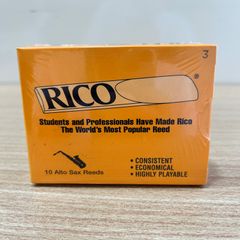 3
RICO®
Students and Professionals Have Made Rico
The World's Most Popular Reed
10 Alto Sax Reeds
• CONSISTENT
• ECONOMICAL
• HIGHLY PLAYABLE